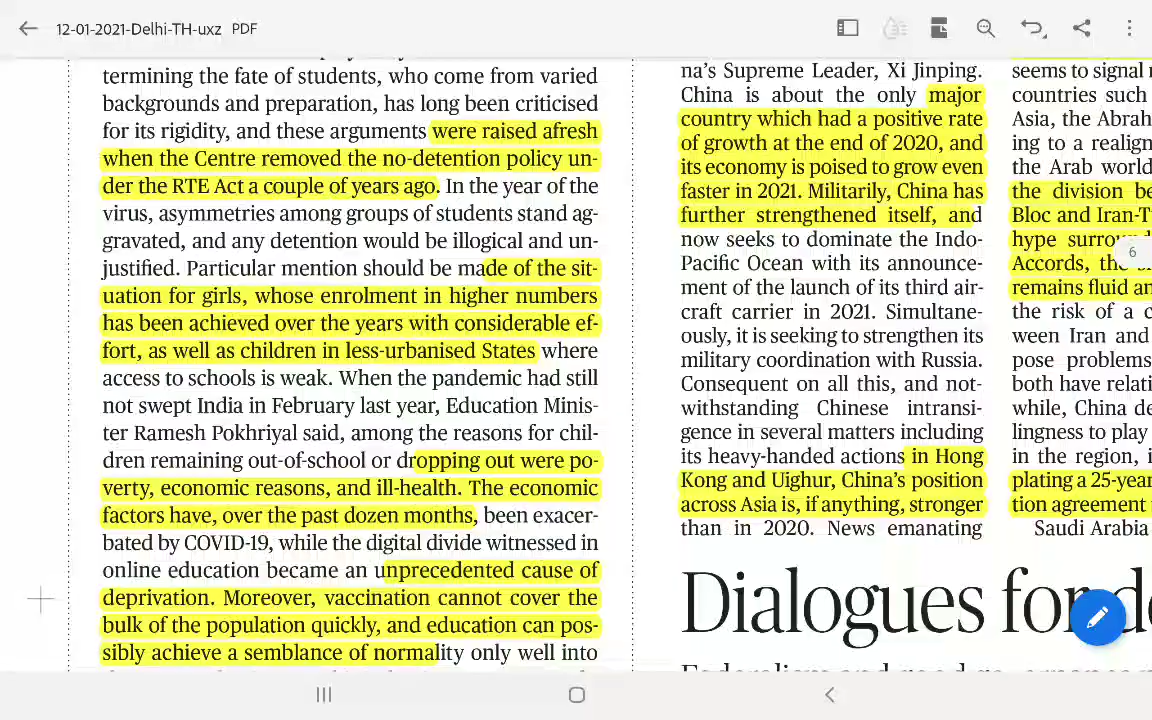 12-01-2021-Delhi-TH-uxz PDF
termining the fate of students, who come from varied
backgrounds and preparation, has long been criticised
for its rigidity, and these arguments were raised afresh
when the Centre removed the no-detention policy un-
der the RTE Act a couple of years ago. In the year of the
virus, asymmetries among groups of students stand ag-
gravated, and any detention would be illogical and un-
justified. Particular mention should be made of the sit-
uation for girls, whose enrolment in higher numbers
has been achieved over the years with considerable ef-
fort, as well as children in less-urbanised States where
access to schools is weak. When the pandemic had still
not swept India in February last year, Education Minis-
ter Ramesh Pokhriyal said, among the reasons for chil-
dren remaining out-of-school or dropping out were po-
verty, economic reasons, and ill-health. The economic
factors have, over the past dozen months, been exacer-
bated by COVID-19, while the digital divide witnessed in
online education became an unprecedented cause of
deprivation. Moreover, vaccination cannot cover the
bulk of the population quickly, and education can pos-
sibly achieve a semblance of normality only well into
na's Supreme Leader, Xi Jinping.
China is about the only major
country which had a positive rate
of growth at the end of 2020, and
its economy is poised to grow even
faster in 2021. Militarily, China has
further strengthened itself, and
now seeks to dominate the Indo-
Pacific Ocean with its announce-
ment of the launch of its third air-
craft carrier in 2021. Simultane-
ously, it is seeking to strengthen its
military coordination with Russia.
Consequent on all this, and not-
withstanding Chinese intransi-
gence in several matters including
its heavy-handed actions in Hong
Kong and Uighur, China's position
across Asia is, if anything, stronger
than in 2020. News emanating
seems to signal
countries such
Asia, the Abrah
ing to a realign
the Arab world
the division be
Bloc and Iran-T
hype surrou
Accords, the
remains fluid an
the risk of a c
ween Iran and
pose problems
both have relati
while, China de
lingness to play
in the region, i
plating a 25-year
tion agreement
Saudi Arabia
6
Dialogues for de